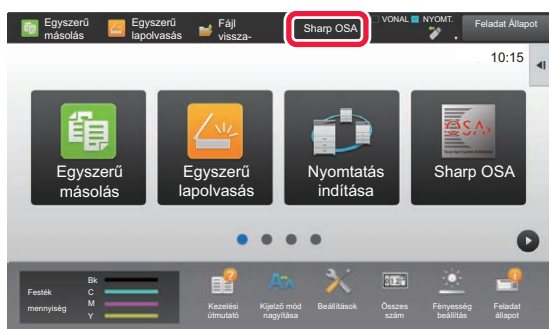 Egyszerű
másolás
Egyszerű
lapolvasás
Fájl
vissza-
Sharp OSA
VONAL
NYOMT.
Feladat Állapot
10:15
Egyszerű
másolás
Egyszerű
lapolvasás
Nyomtatás
indítása
OSA
Sharp OSA
Festék
mennyiség
Bk
C
M
Y
Kezelési
útmutató
Kijelző mód
nagyítása
Beállítások
Összes
szám
Fényesség
beállítás
Feladat
állapot